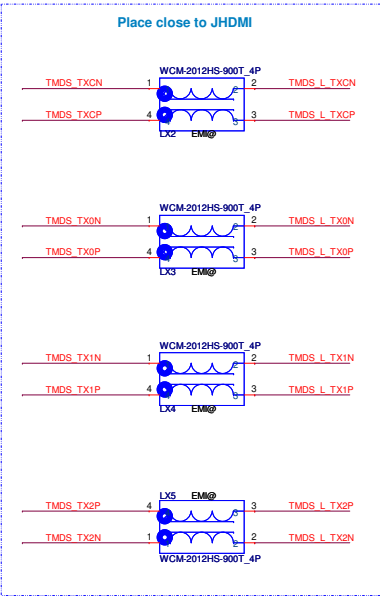 Place close to JHDMI
WCM-2012HS-900T_4P
TMDS_TXCN 1 2 TMDS_L_TXCN
TMDS_TXCP 4 3 TMDS_L_TXCP
LX2 EMI@
WCM-2012HS-900T_4P
TMDS_TX0N 1 2 TMDS_L_TX0N
TMDS_TX0P 4 3 TMDS_L_TX0P
LX3 EMI@
WCM-2012HS-900T_4P
TMDS_TX1N 1 2 TMDS_L_TX1N
TMDS_TX1P 4 3 TMDS_L_TX1P
LX4 EMI@
LX5 EMI@
TMDS_TX2P 4 3 TMDS_L_TX2P
TMDS_TX2N 1 2 TMDS_L_TX2N
WCM-2012HS-900T_4P